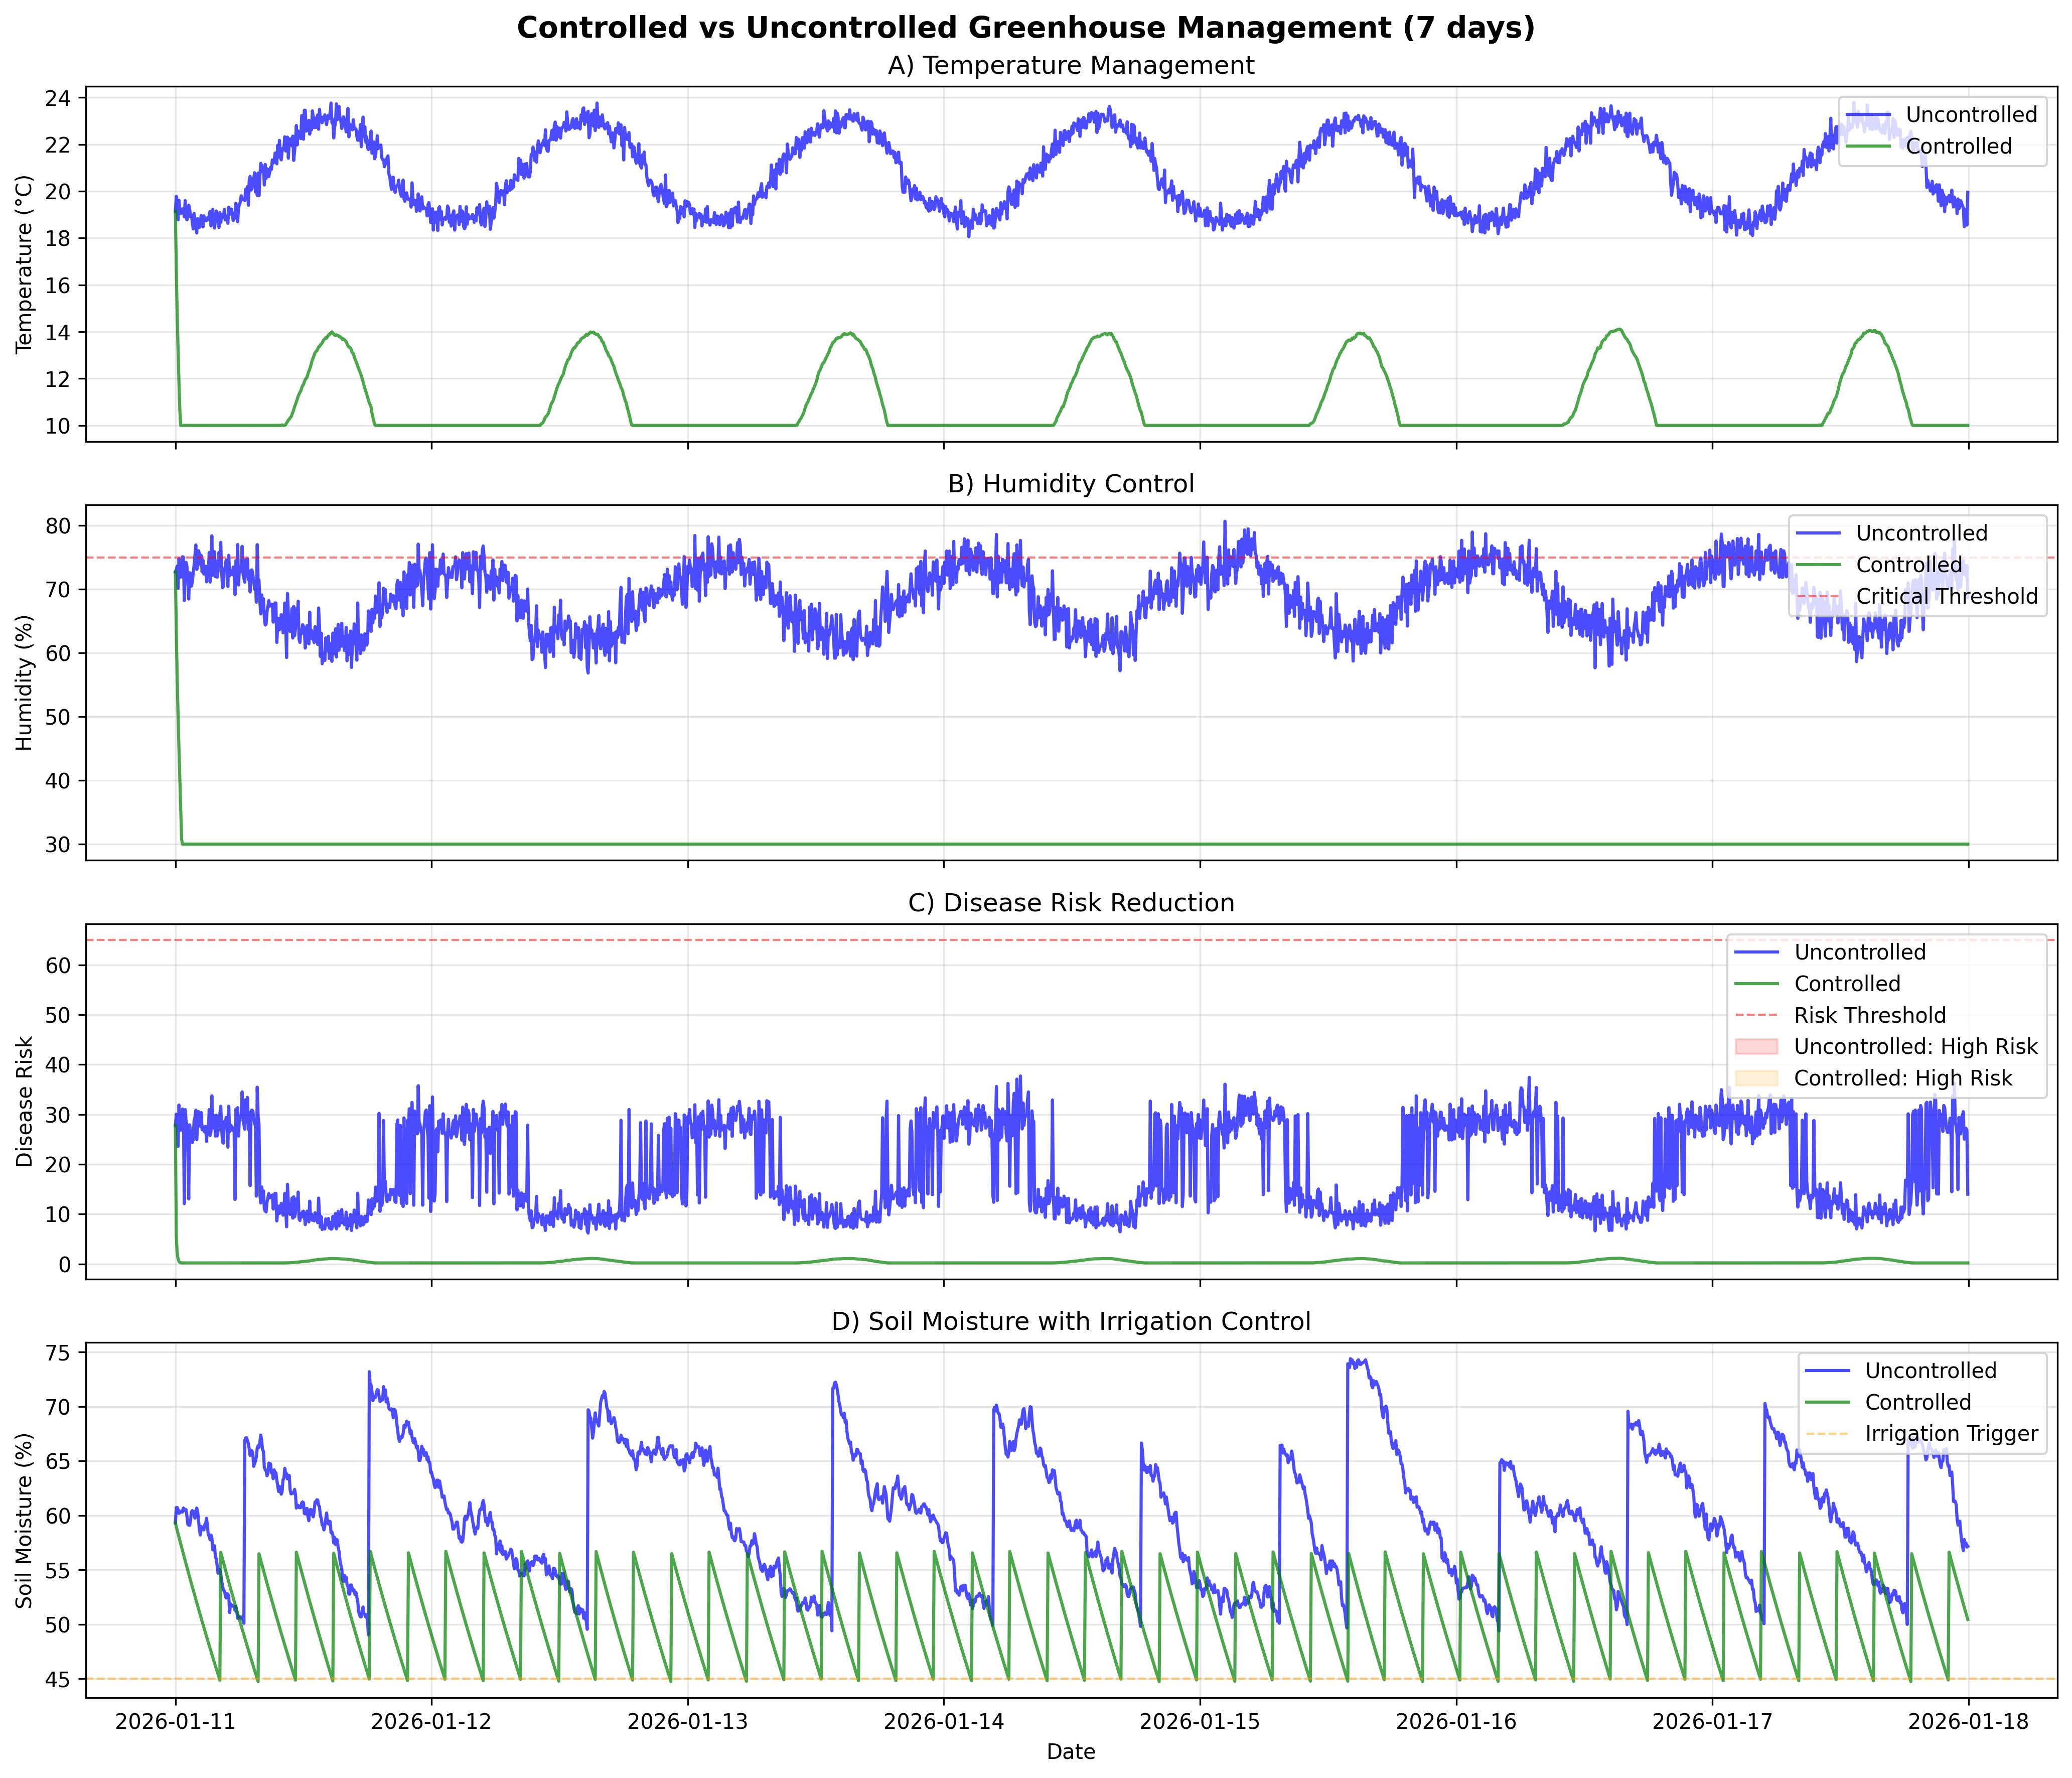 Controlled vs Uncontrolled Greenhouse Management (7 days)
A) Temperature Management
Temperature (°C)
24
22
20
18
16
14
12
10
Uncontrolled
Controlled
B) Humidity Control
Humidity (%)
80
70
60
50
40
30
Uncontrolled
Controlled
Critical Threshold
C) Disease Risk Reduction
Disease Risk
60
50
40
30
20
10
0
Uncontrolled
Controlled
Risk Threshold
Uncontrolled: High Risk
Controlled: High Risk
D) Soil Moisture with Irrigation Control
Soil Moisture (%)
75
70
65
60
55
50
45
Uncontrolled
Controlled
Irrigation Trigger
2026-01-11 2026-01-12 2026-01-13 2026-01-14 2026-01-15 2026-01-16 2026-01-17 2026-01-18
Date